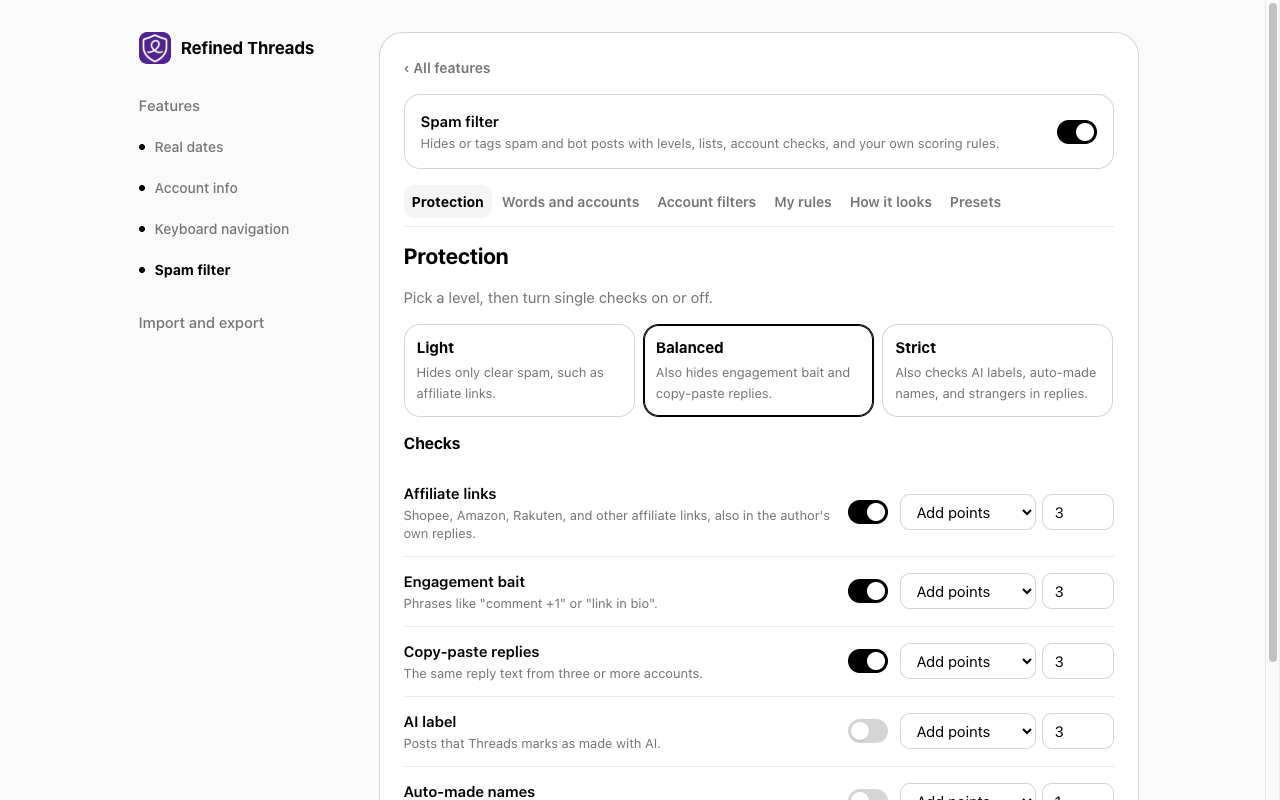 Refined Threads
Features
Real dates
Account info
Keyboard navigation
Spam filter
Import and export
‹ All features
Spam filter
Hides or tags spam and bot posts with levels, lists, account checks, and your own scoring rules.
Protection
Words and accounts
Account filters
My rules
How it looks
Presets
Protection
Pick a level, then turn single checks on or off.
Light
Hides only clear spam, such as
affiliate links.
Balanced
Also hides engagement bait and
copy-paste replies.
Strict
Also checks AI labels, auto-made
names, and strangers in replies.
Checks
Affiliate links
Shopee, Amazon, Rakuten, and other affiliate links, also in the author's
own replies.
Add points
3
Engagement bait
Phrases like "comment +1" or "link in bio".
Add points
3
Copy-paste replies
The same reply text from three or more accounts.
Add points
3
AI label
Posts that Threads marks as made with AI.
Add points
3
Auto-made names
Add points